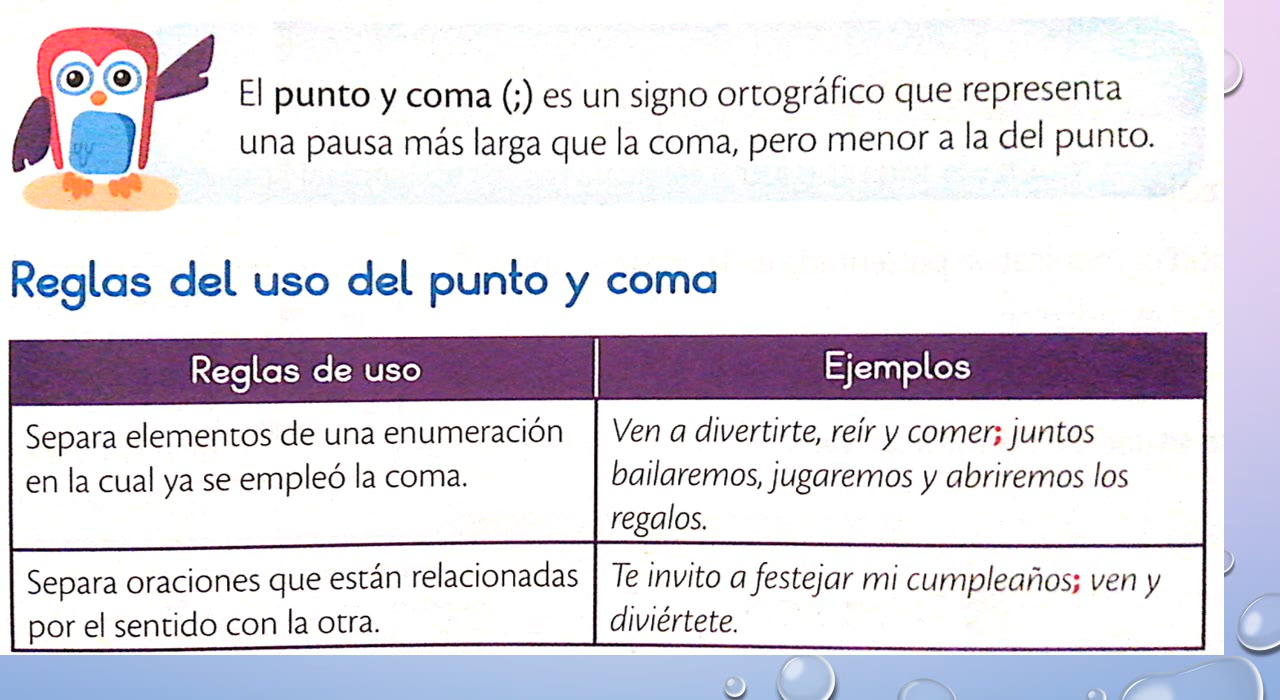 El punto y coma (;) es un signo ortográfico que representa
una pausa más larga que la coma, pero menor a la del punto.
Reglas del uso del punto y coma
Reglas de uso
Ejemplos
Separa elementos de una enumeración
en la cual ya se empleó la coma.
Ven a divertirte, reír y comer; juntos
bailaremos, jugaremos y abriremos los
regalos.
Separa oraciones que están relacionadas
por el sentido con la otra.
Te invito a festejar mi cumpleaños; ven y
diviértete.